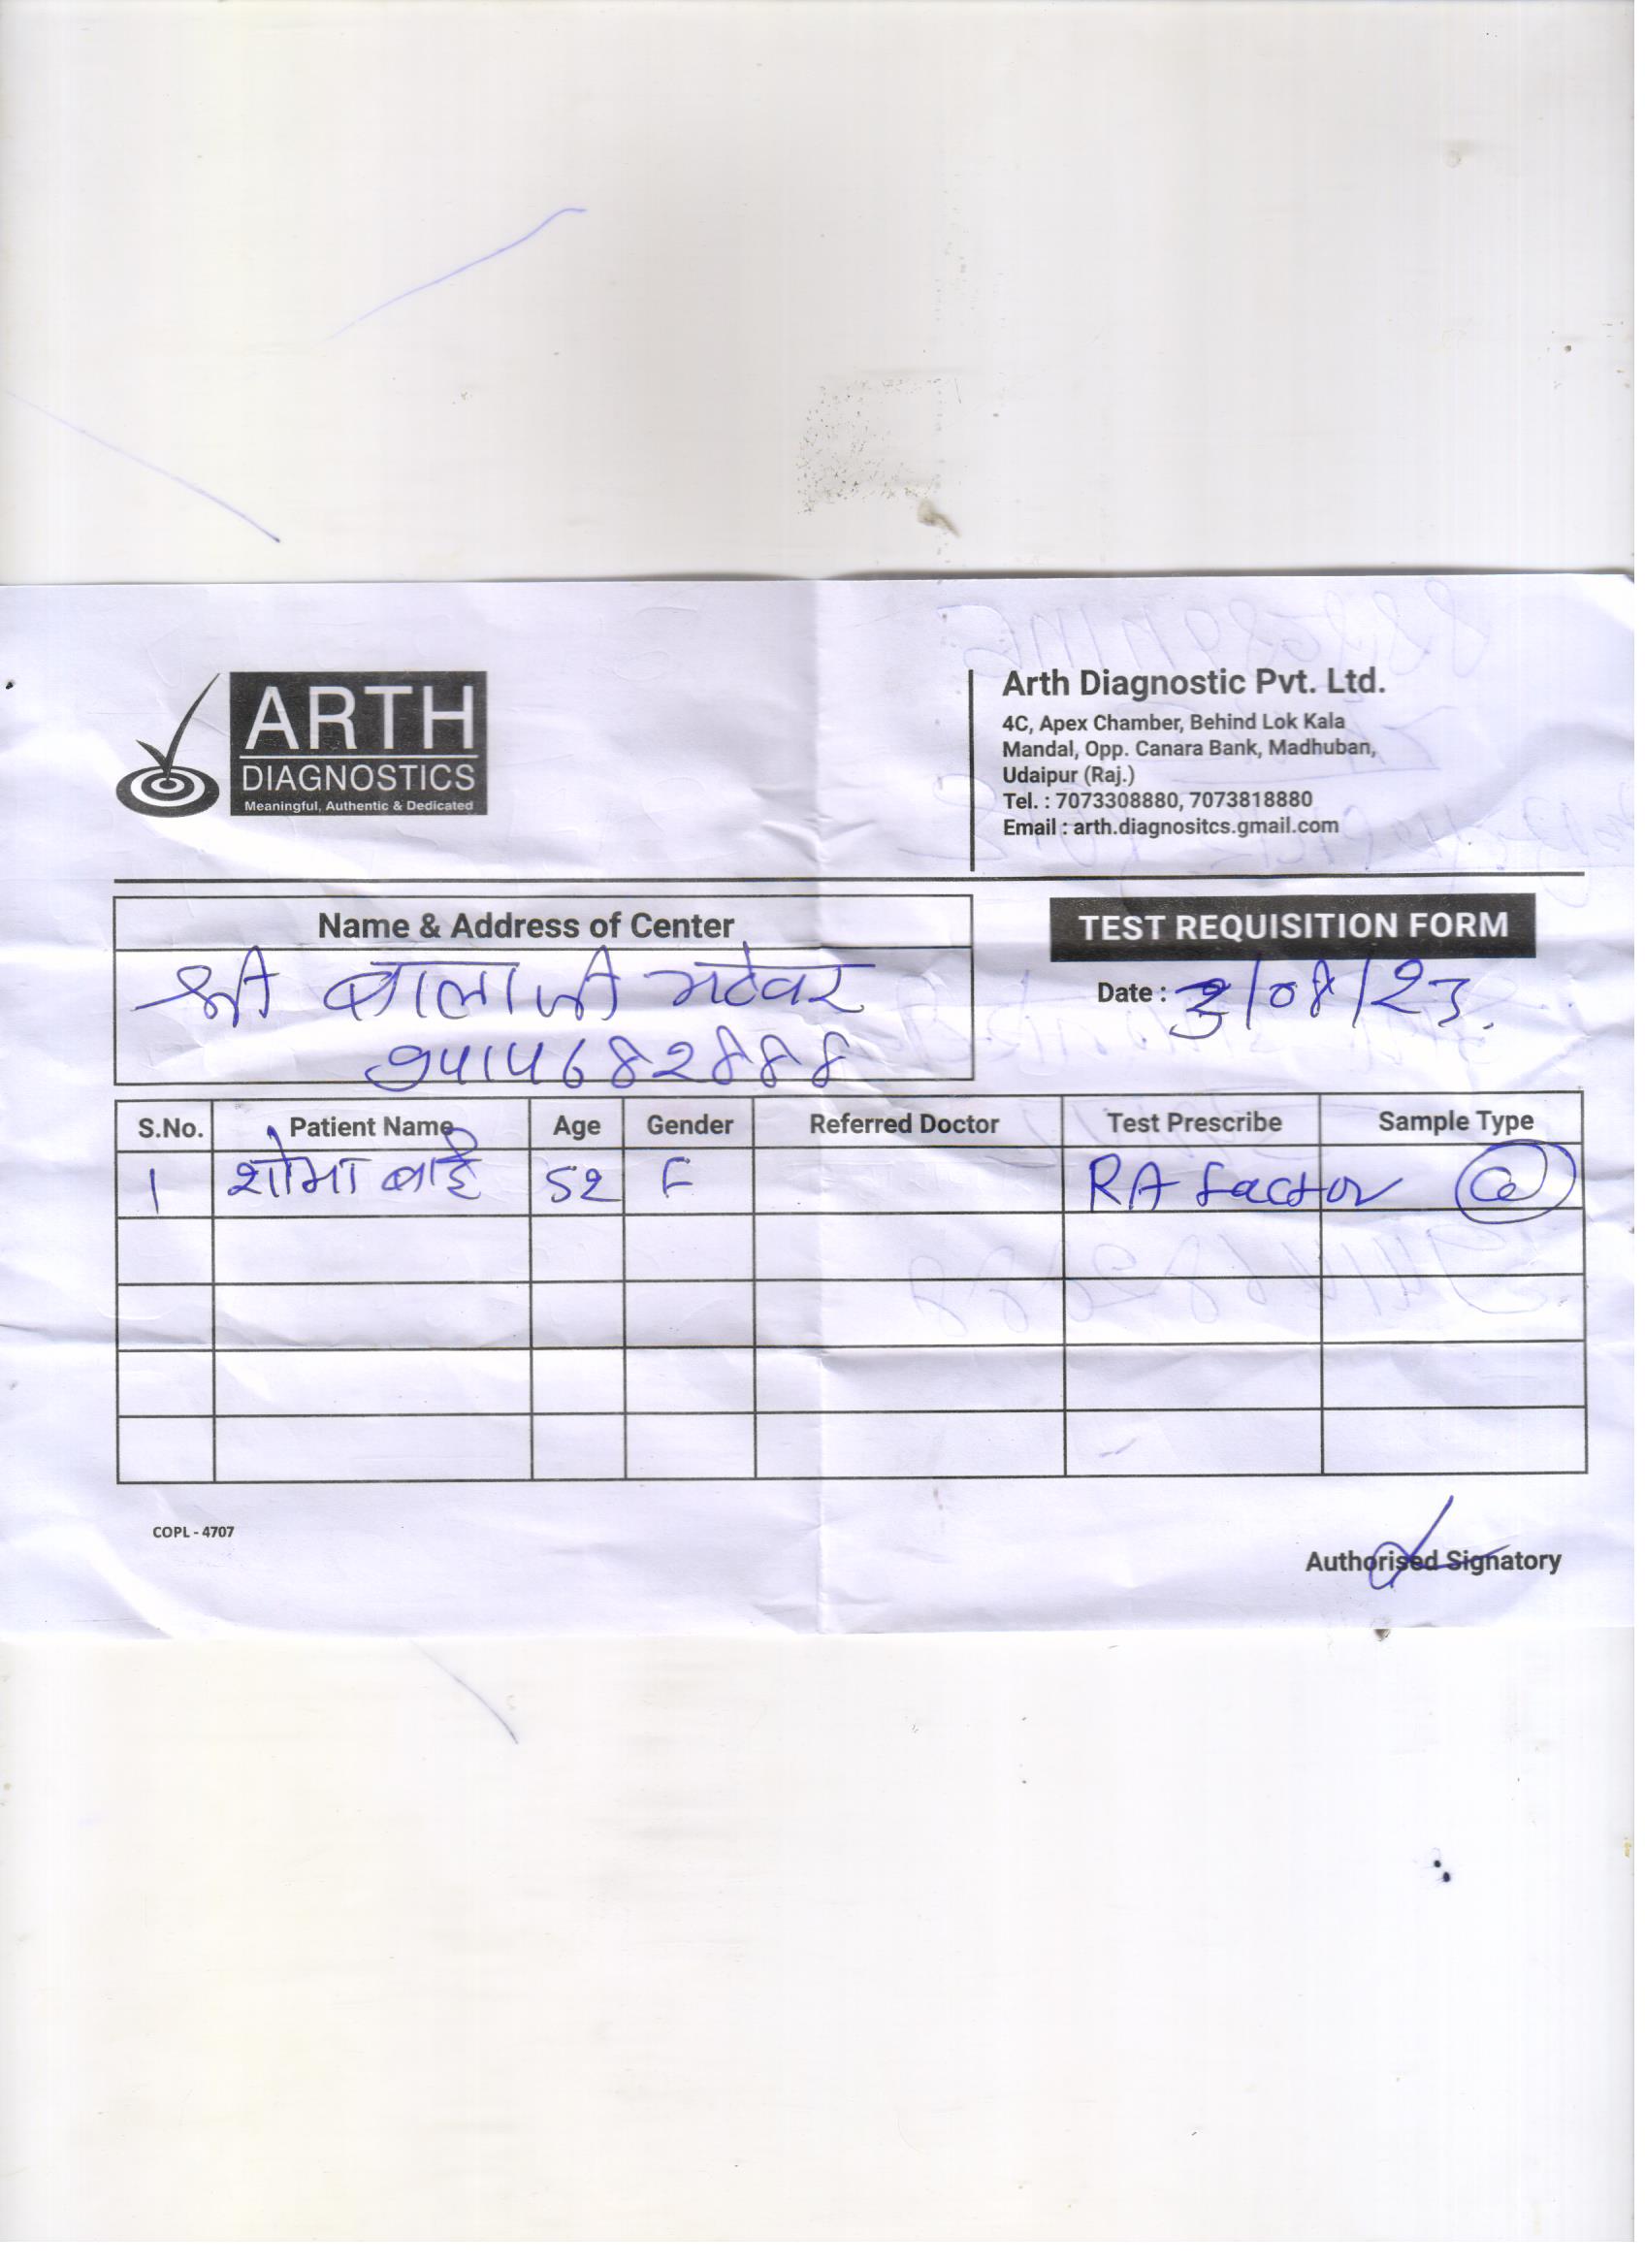 ARTH
DIAGNOSTICS
Meaningful, Authentic & Dedicated
Arth Diagnostic Pvt. Ltd.
4C, Apex Chamber, Behind Lok Kala
Mandal, Opp. Canara Bank, Madhuban,
Udaipur (Raj.)
Tel. : 7073308880, 7073818880
Email : arth.diagnositcs.gmail.com
Name & Address of Center
श्री बालाजी भटेवर
9414682888
TEST REQUISITION FORM
Date : 3/08/23.
S.No. Patient Name Age Gender Referred Doctor Test Prescribe Sample Type
1 शोभा बाई 52 F RA factor
COPL - 4707
Authorised Signatory